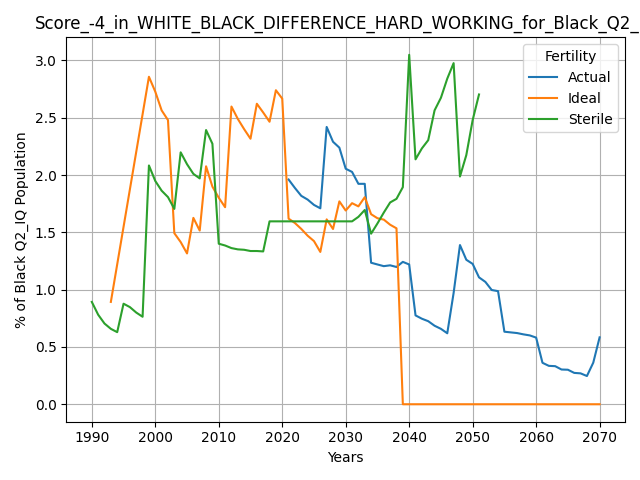 Score_-4_in_WHITE_BLACK_DIFFERENCE_HARD_WORKING_for_Black_Q2_
3.0
2.5
2.0
1.5
1.0
0.5
0.0
% of Black Q2_IQ Population
Fertility
Actual
Ideal
Sterile
1990 2000 2010 2020 2030 2040 2050 2060 2070
Years